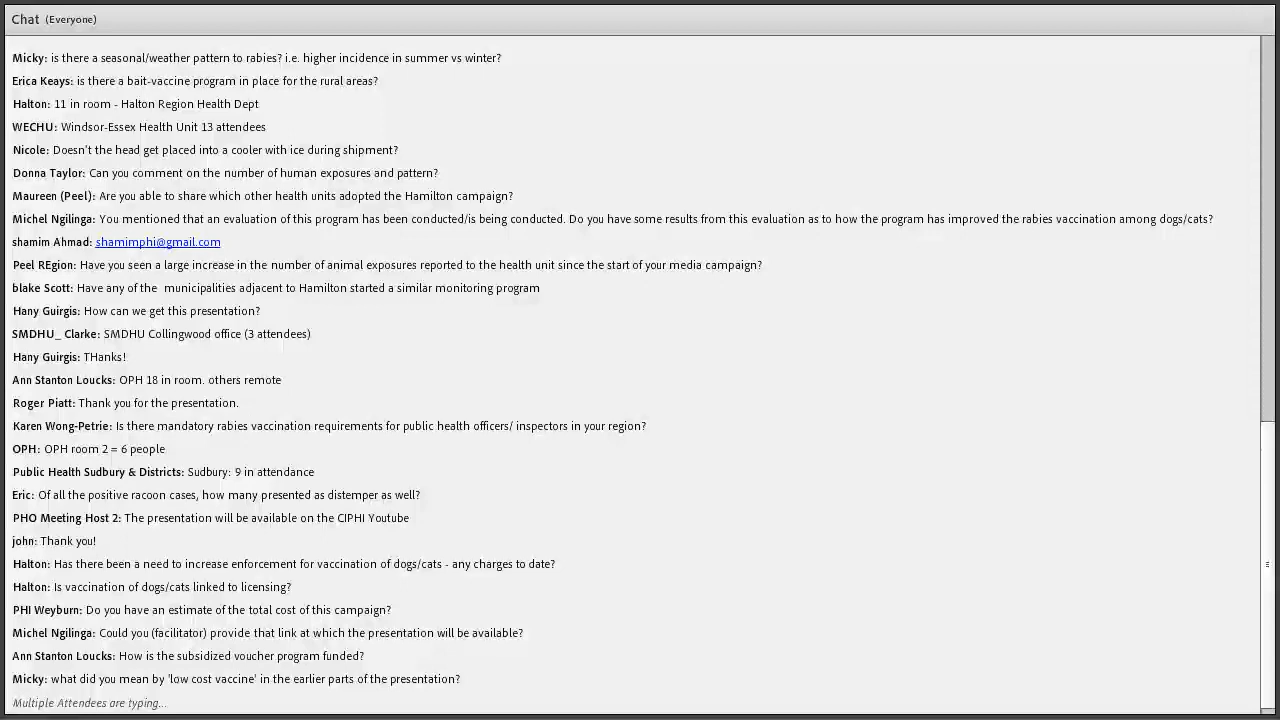 Chat (Everyone)
Micky: is there a seasonal/weather pattern to rabies? i.e. higher incidence in summer vs winter?
Erica Keays: is there a bait-vaccine program in place for the rural areas?
Halton: 11 in room - Halton Region Health Dept
WECHU: Windsor-Essex Health Unit 13 attendees
Nicole: Doesn't the head get placed into a cooler with ice during shipment?
Donna Taylor: Can you comment on the number of human exposures and pattern?
Maureen (Peel): Are you able to share which other health units adopted the Hamilton campaign?
Michel Ngilinga: You mentioned that an evaluation of this program has been conducted/is being conducted. Do you have some results from this evaluation as to how the program has improved the rabies vaccination among dogs/cats?
shamim Ahmad: shamimphi@gmail.com
Peel REgion: Have you seen a large increase in the number of animal exposures reported to the health unit since the start of your media campaign?
blake Scott: Have any of the  municipalities adjacent to Hamilton started a similar monitoring program
Hany Guirgis: How can we get this presentation?
SMDHU_ Clarke: SMDHU Collingwood office (3 attendees)
Hany Guirgis: THanks!
Ann Stanton Loucks: OPH 18 in room. others remote
Roger Piatt: Thank you for the presentation.
Karen Wong-Petrie: Is there mandatory rabies vaccination requirements for public health officers/ inspectors in your region?
OPH: OPH room 2 = 6 people
Public Health Sudbury & Districts: Sudbury: 9 in attendance
Eric: Of all the positive racoon cases, how many presented as distemper as well?
PHO Meeting Host 2: The presentation will be available on the CIPHI Youtube
john: Thank you!
Halton: Has there been a need to increase enforcement for vaccination of dogs/cats - any charges to date?
Halton: Is vaccination of dogs/cats linked to licensing?
PHI Weyburn: Do you have an estimate of the total cost of this campaign?
Michel Ngilinga: Could you (facilitator) provide that link at which the presentation will be available?
Ann Stanton Loucks: How is the subsidized voucher program funded?
Micky: what did you mean by 'low cost vaccine' in the earlier parts of the presentation?
Multiple Attendees are typing...